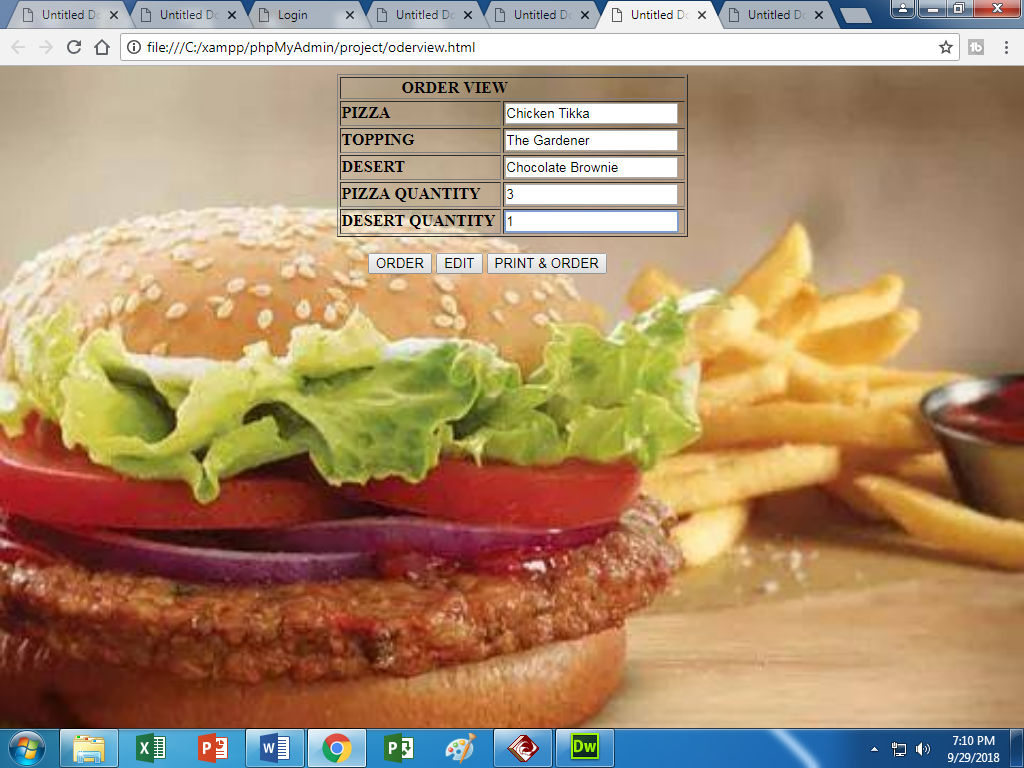 Untitled Do Untitled Do Login Untitled Do Untitled Do Untitled Do Untitled Do
file:///C:/xampp/phpMyAdmin/project/oderview.html
ORDER VIEW
PIZZA Chicken Tikka
TOPPING The Gardener
DESERT Chocolate Brownie
PIZZA QUANTITY 3
DESERT QUANTITY 1
ORDER EDIT PRINT & ORDER
Dw
7:10 PM
9/29/2018